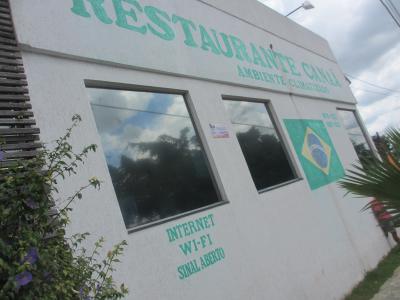 RESTAURANTE CANAÃ
AMBIENTE CLIMATIZADO
INTERNET
WI-FI
SINAL ABERTO